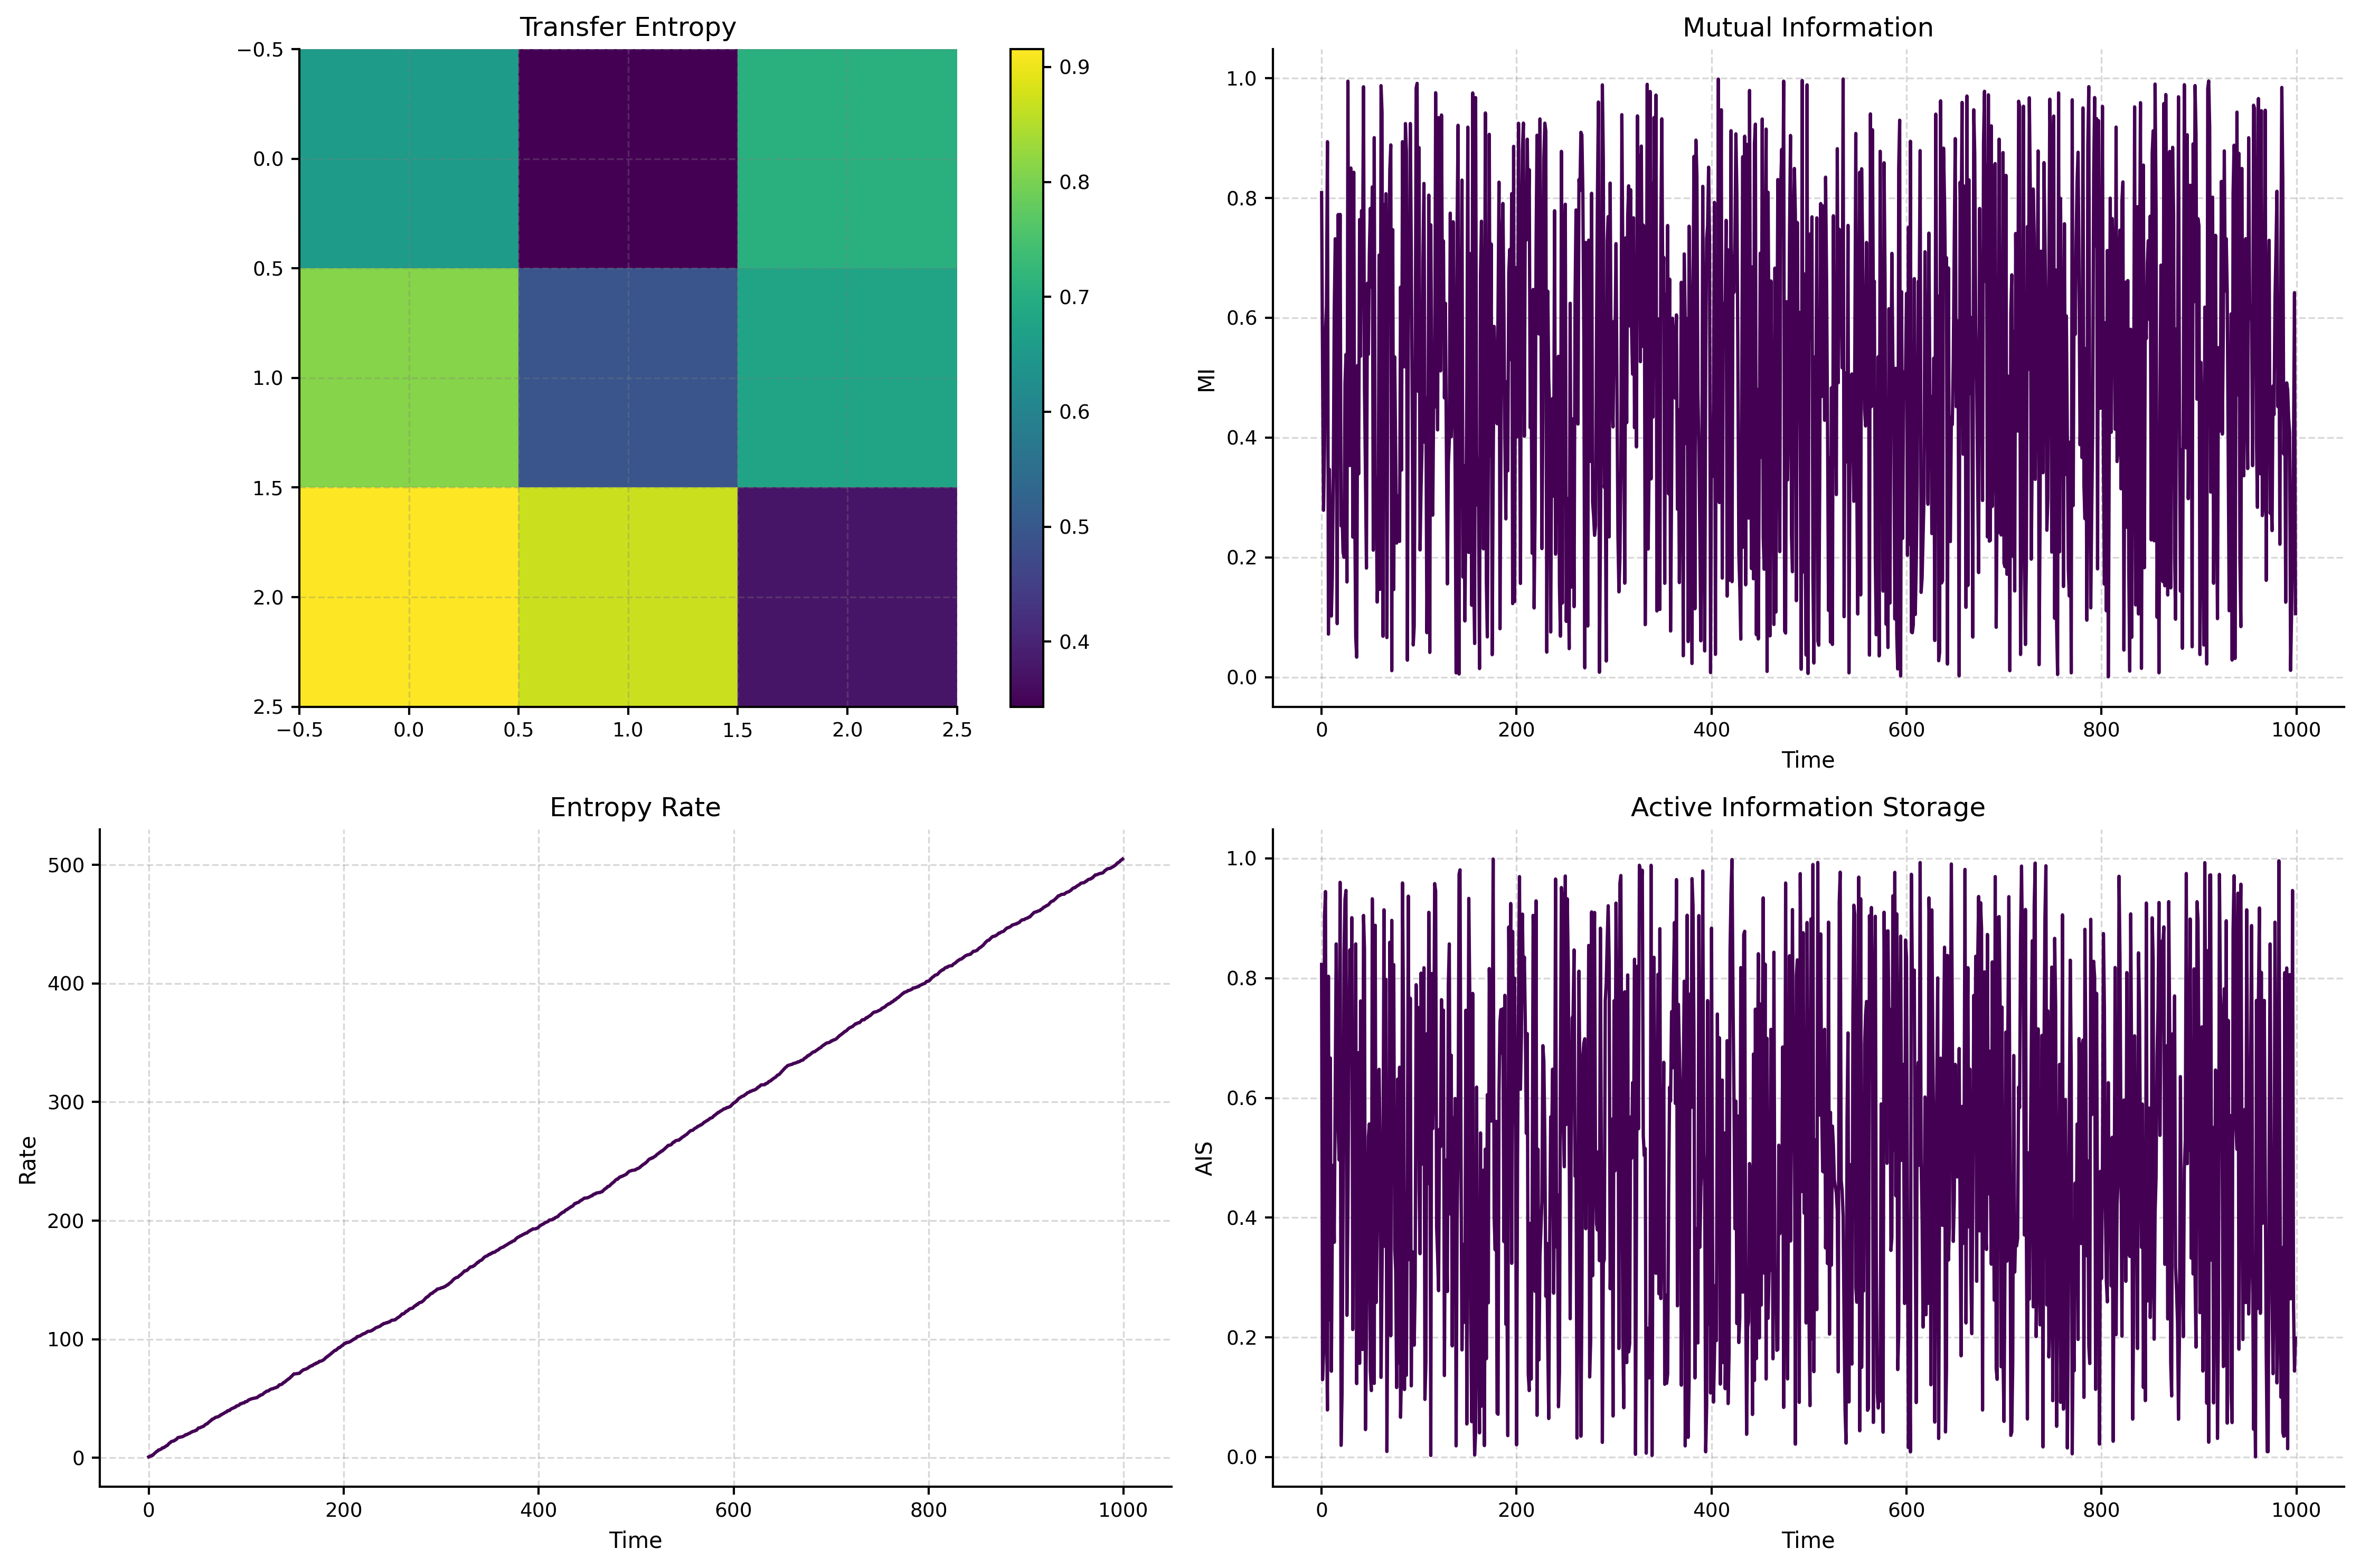 Transfer Entropy
−0.5
0.0
0.5
1.0
1.5
2.0
2.5
−0.5 0.0 0.5 1.0 1.5 2.0 2.5
0.9
0.8
0.7
0.6
0.5
0.4
Mutual Information
MI
1.0
0.8
0.6
0.4
0.2
0.0
0 200 400 600 800 1000
Time
Entropy Rate
Rate
500
400
300
200
100
0
0 200 400 600 800 1000
Time
Active Information Storage
AIS
1.0
0.8
0.6
0.4
0.2
0.0
0 200 400 600 800 1000
Time